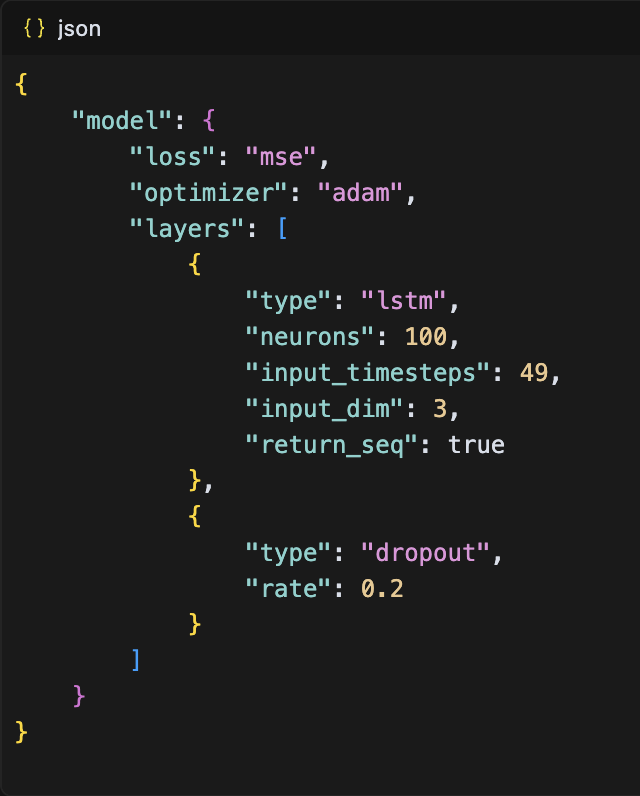 {} json
{
    "model": {
        "loss": "mse",
        "optimizer": "adam",
        "layers": [
            {
                "type": "lstm",
                "neurons": 100,
                "input_timesteps": 49,
                "input_dim": 3,
                "return_seq": true
            },
            {
                "type": "dropout",
                "rate": 0.2
            }
        ]
    }
}